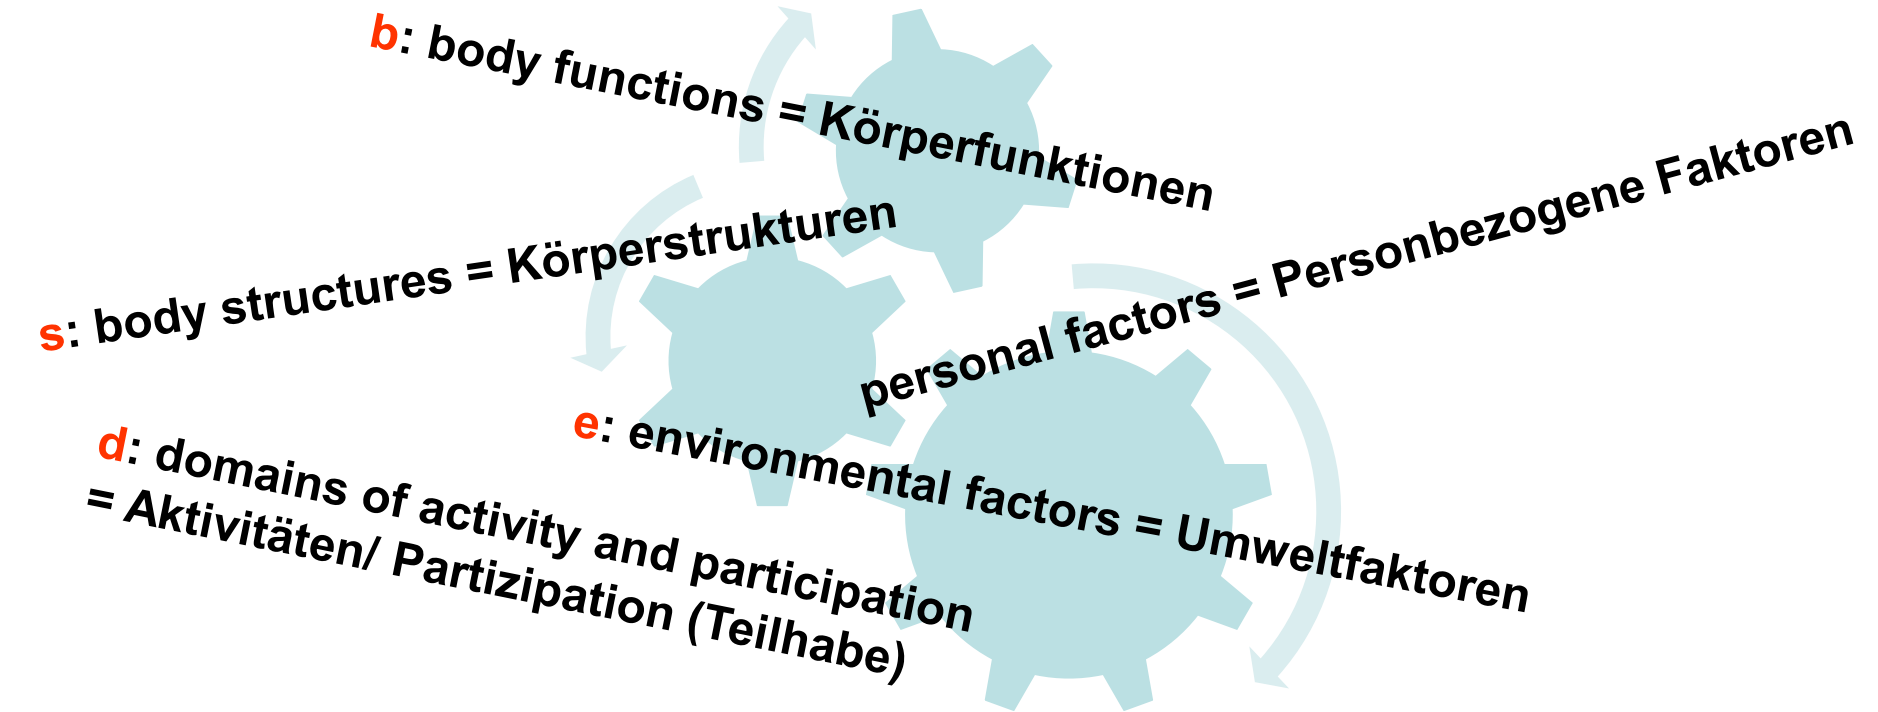 b: body functions = Körperfunktionen
s: body structures = Körperstrukturen
personal factors = Personbezogene Faktoren
e: environmental factors = Umweltfaktoren
d: domains of activity and participation
= Aktivitäten/ Partizipation (Teilhabe)